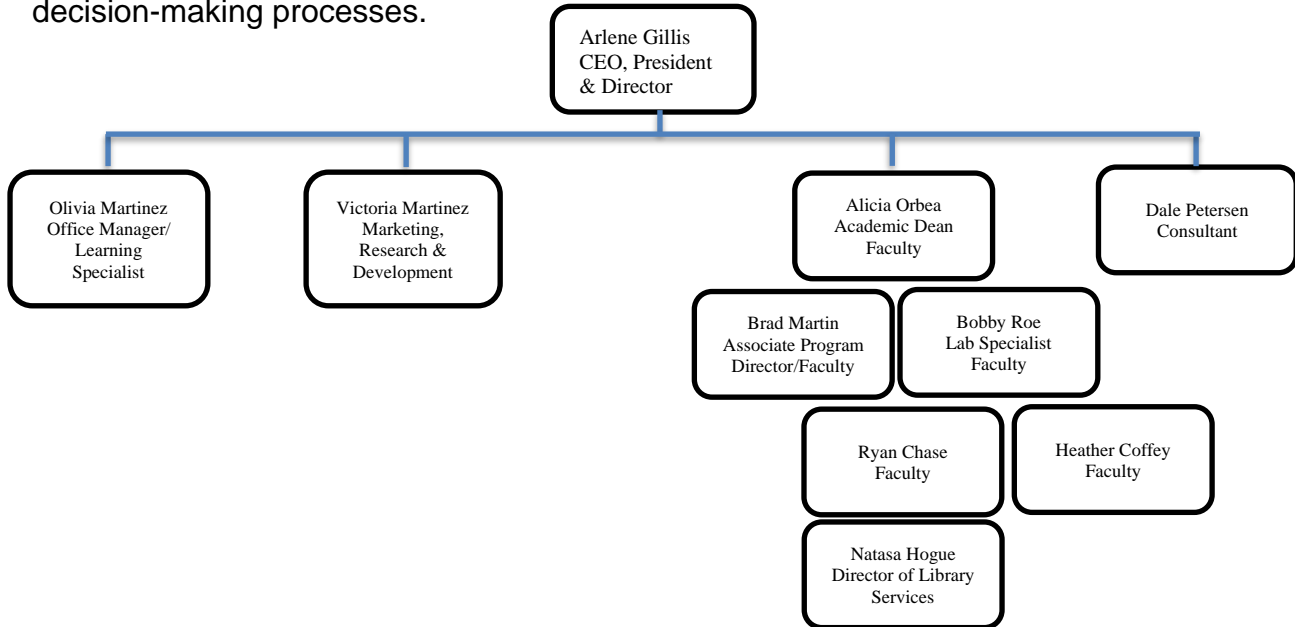 decision-making processes.
Arlene Gillis
CEO, President
& Director
Olivia Martinez
Office Manager/
Learning
Specialist
Victoria Martinez
Marketing,
Research &
Development
Alicia Orbea
Academic Dean
Faculty
Dale Petersen
Consultant
Brad Martin
Associate Program
Director/Faculty
Bobby Roe
Lab Specialist
Faculty
Ryan Chase
Faculty
Heather Coffey
Faculty
Natasa Hogue
Director of Library
Services